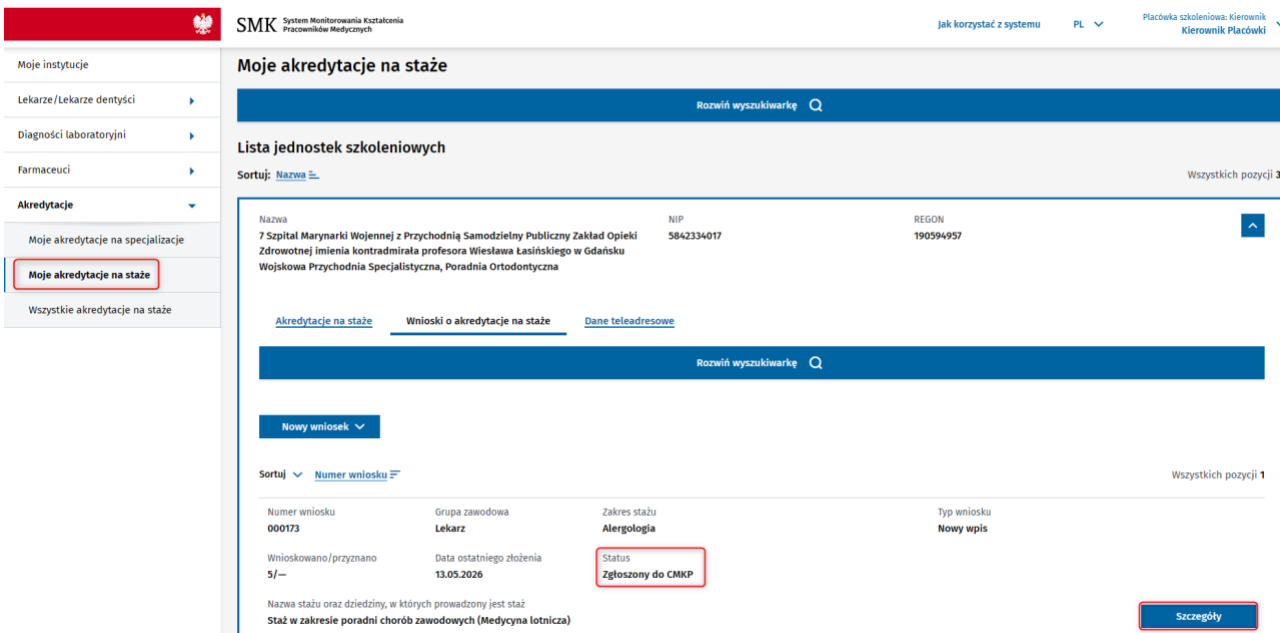 SMK System Monitorowania Kształcenia
Pracowników Medycznych
Jak korzystać z systemu
PL
Placówka szkoleniowa: Kierownik
Kierownik Placówki
Moje instytucje
Lekarze/Lekarze dentyści
Diagności laboratoryjni
Farmaceuci
Akredytacje
Moje akredytacje na specjalizacje
Moje akredytacje na staże
Wszystkie akredytacje na staże
Moje akredytacje na staże
Rozwiń wyszukiwarkę
Lista jednostek szkoleniowych
Sortuj: Nazwa
Wszystkich pozycji 3
Nazwa
7 Szpital Marynarki Wojennej z Przychodnią Samodzielny Publiczny Zakład Opieki
Zdrowotnej imienia kontradmirała profesora Wiesława Łasińskiego w Gdańsku
Wojskowa Przychodnia Specjalistyczna, Poradnia Ortodontyczna
NIP
5842334017
REGON
190594957
Akredytacje na staże
Wnioski o akredytacje na staże
Dane teleadresowe
Rozwiń wyszukiwarkę
Nowy wniosek
Sortuj Numer wniosku
Wszystkich pozycji 1
Numer wniosku
000173
Grupa zawodowa
Lekarz
Zakres stażu
Alergologia
Typ wniosku
Nowy wpis
Wnioskowano/przyznano
5/—
Data ostatniego złożenia
13.05.2026
Status
Zgłoszony do CMKP
Nazwa stażu oraz dziedziny, w których prowadzony jest staż
Staż w zakresie poradni chorób zawodowych (Medycyna lotnicza)
Szczegóły